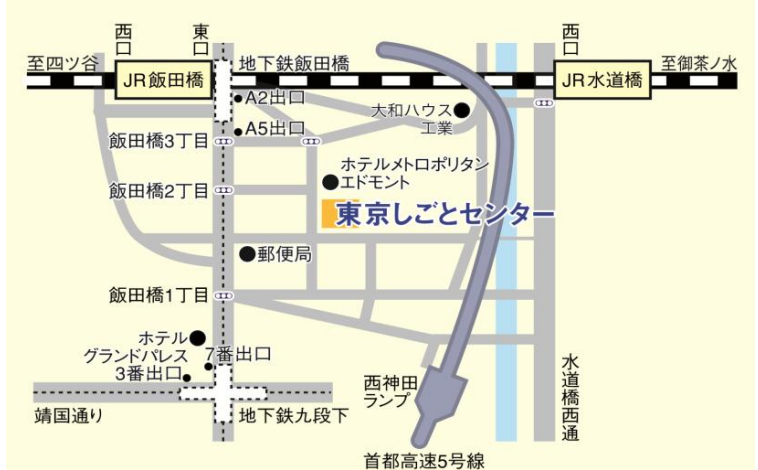 西口
東口
西口
至四ツ谷
地下鉄飯田橋
至御茶ノ水
JR飯田橋
JR水道橋
A2出口
大和ハウス
工業
A5出口
飯田橋3丁目
ホテルメトロポリタン
エドモント
飯田橋2丁目
東京しごとセンター
郵便局
飯田橋1丁目
ホテル
グランドパレス
7番出口
3番出口
西神田
ランプ
水道橋西通
靖国通り
地下鉄九段下
首都高速5号線